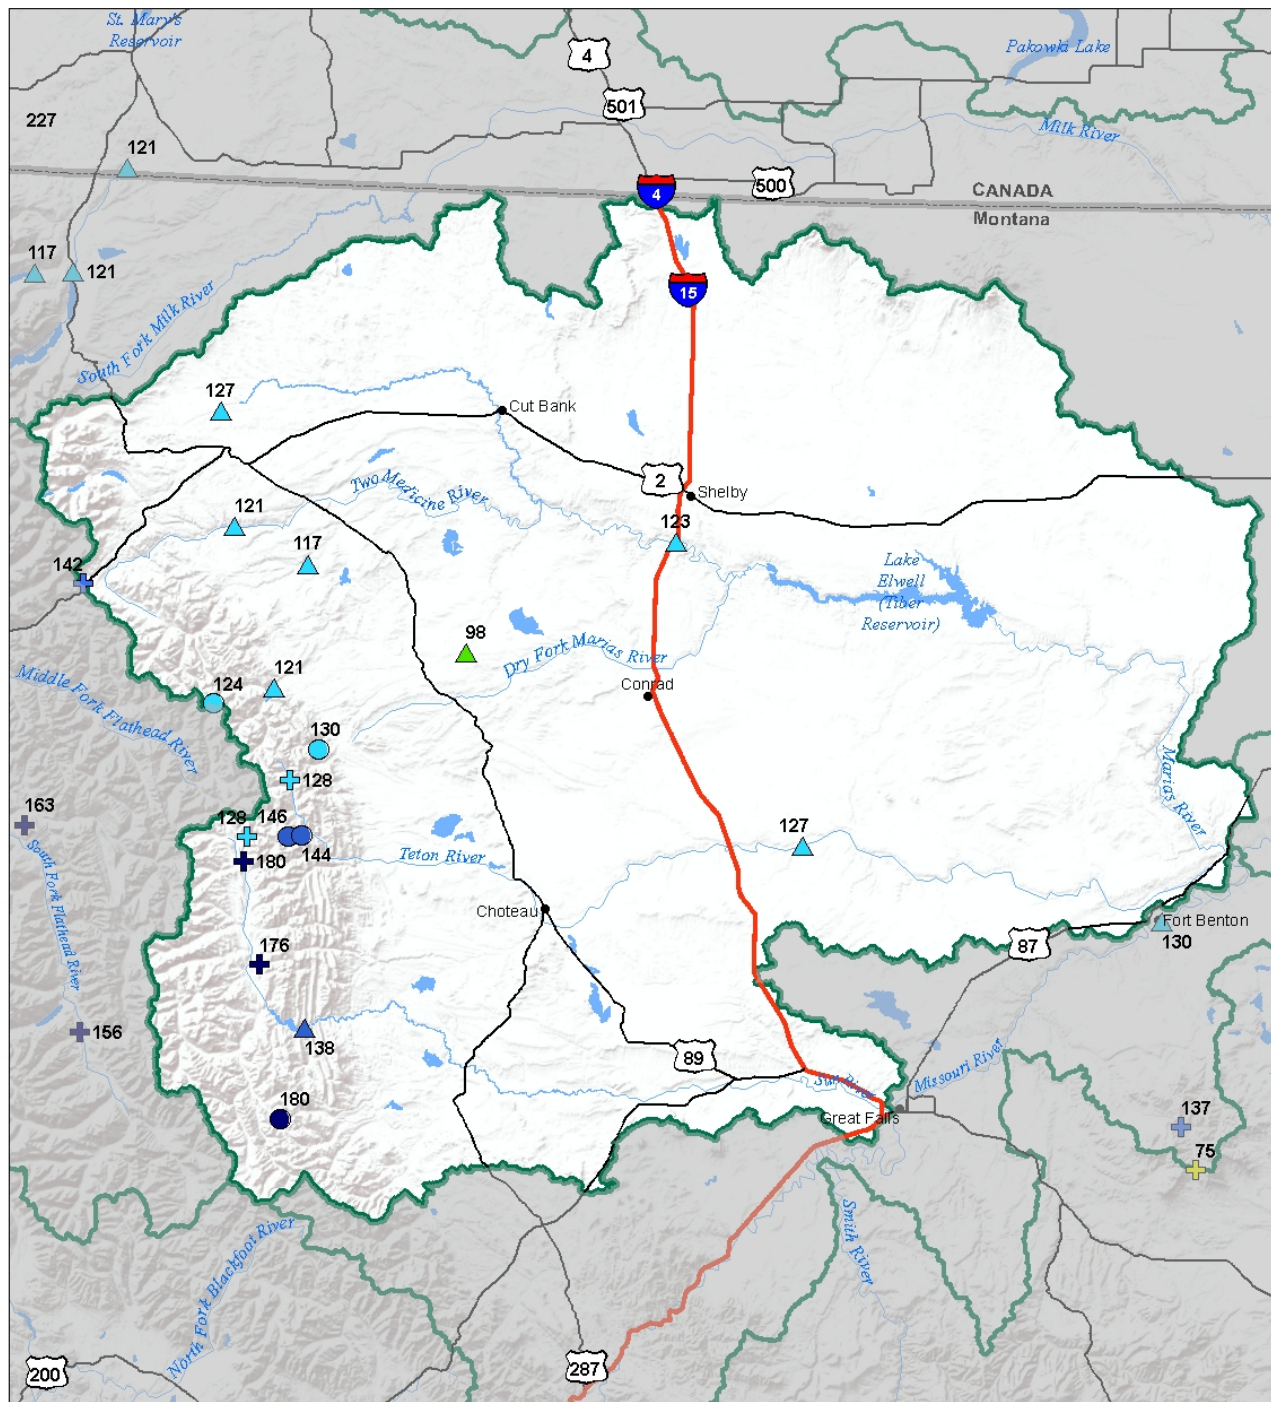 St. Mary's
Reservoir
4
Pakowki Lake
501
227
Milk River
121
500
4
CANADA
Montana
117
121
15
South Fork Milk River
127
Cut Bank
2
Two Medicine River
Shelby
121
123
117
142
Lake
Elwell
(Tiber
Reservoir)
98
Dry Fork Marias River
Middle Fork Flathead River
124
121
Conrad
130
128
Marias River
163
128
146
144
127
180
Teton River
South Fork Flathead River
Choteau
Fort Benton
87
130
176
156
138
89
Missouri River
Sun River
180
Great Falls
137
75
Smith River
North Fork Blackfoot River
200
287